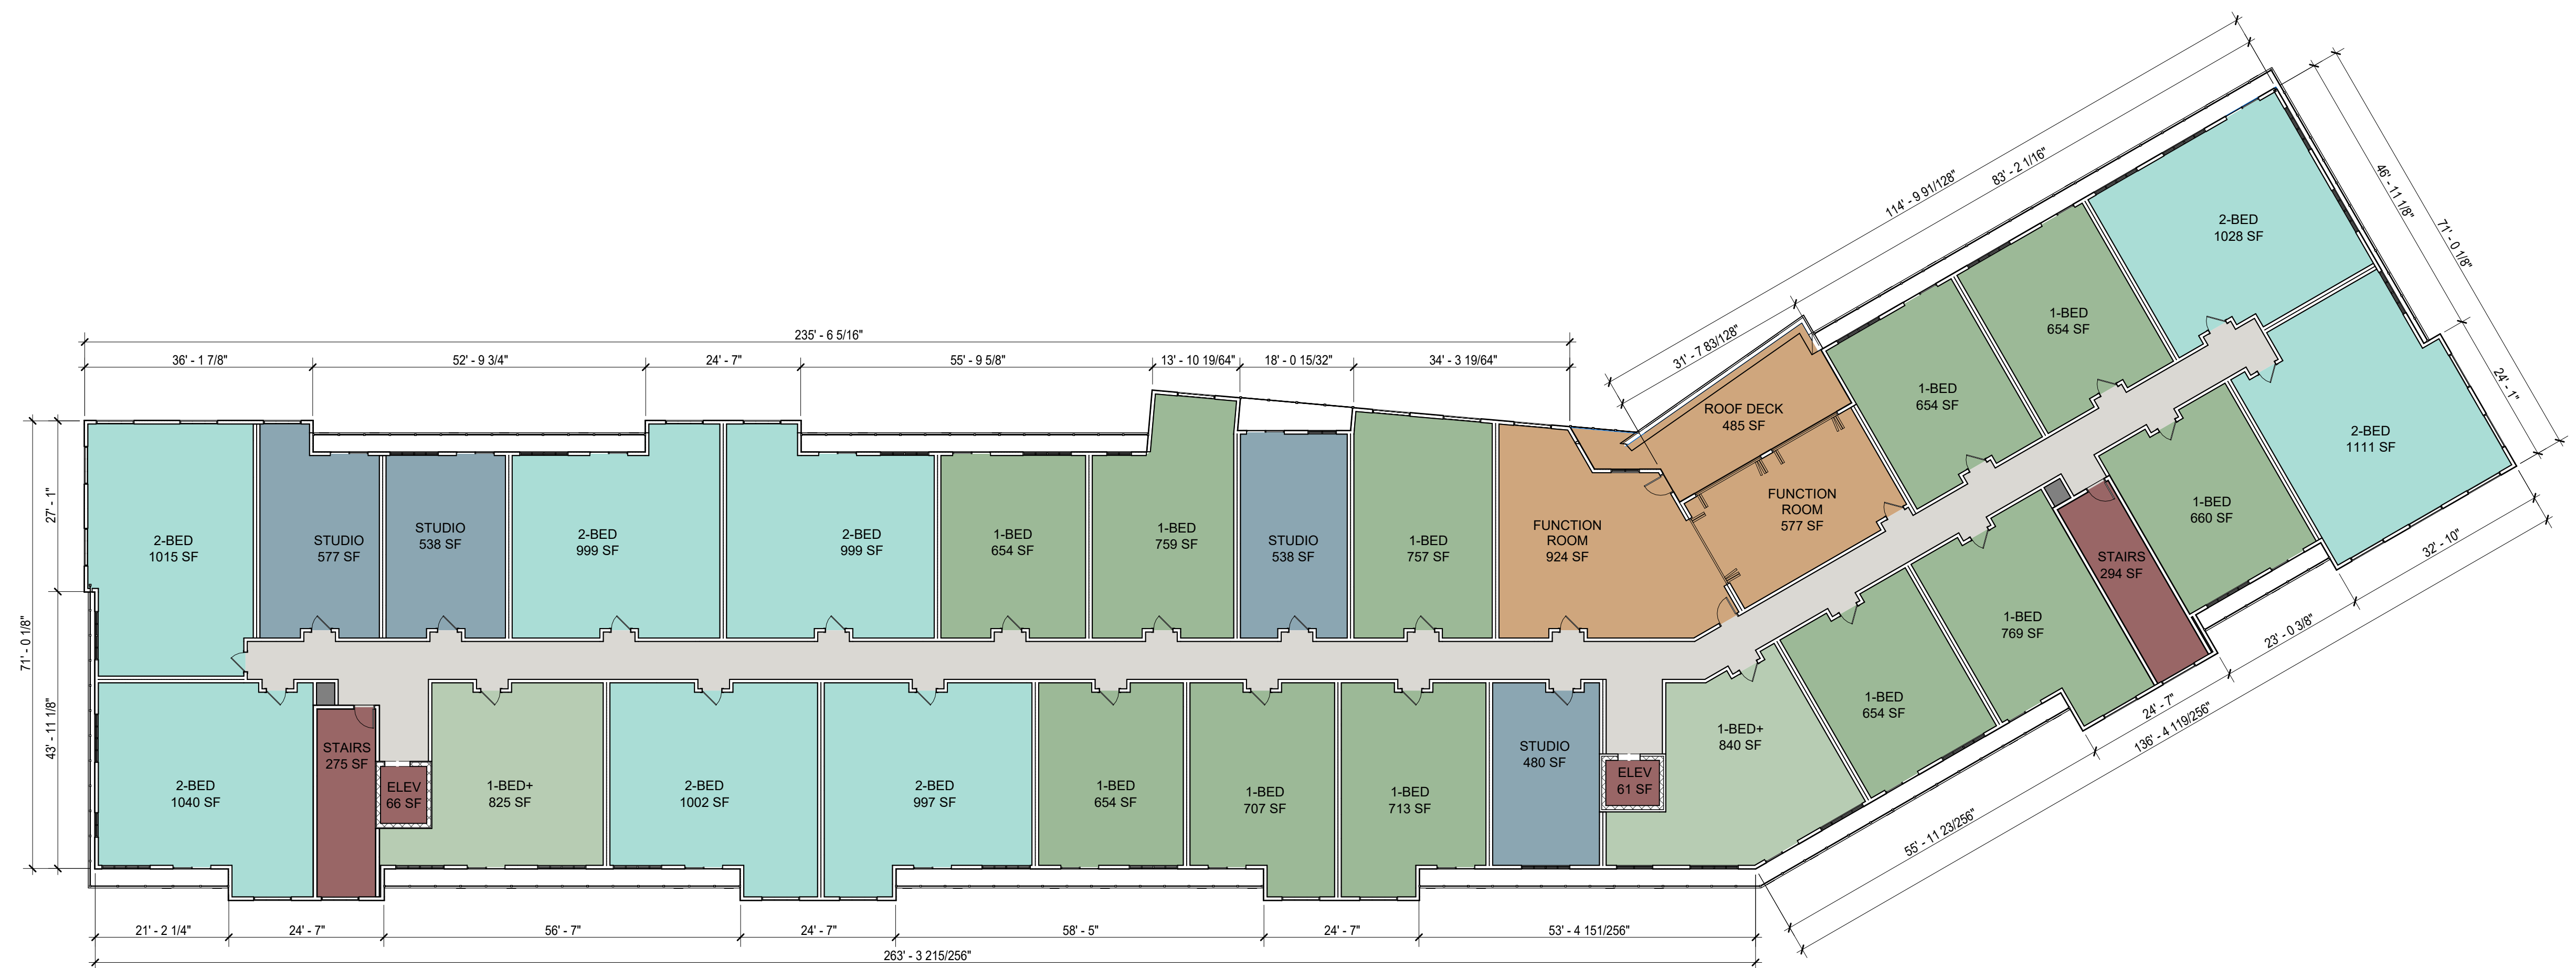 114' - 9 91/128"
83' - 2 1/16"
46' - 11 1/8"
71' - 0 1/8"
24' - 1"
31' - 7 83/128"
235' - 6 5/16"
36' - 1 7/8"
52' - 9 3/4"
24' - 7"
55' - 9 5/8"
13' - 10 19/64"
18' - 0 15/32"
34' - 3 19/64"
71' - 0 1/8"
27' - 1"
43' - 11 1/8"
2-BED
1015 SF
STUDIO
577 SF
STUDIO
538 SF
2-BED
999 SF
2-BED
999 SF
1-BED
654 SF
1-BED
759 SF
STUDIO
538 SF
1-BED
757 SF
FUNCTION
ROOM
924 SF
ROOF DECK
485 SF
FUNCTION
ROOM
577 SF
1-BED
654 SF
1-BED
654 SF
2-BED
1028 SF
2-BED
1111 SF
1-BED
660 SF
STAIRS
294 SF
1-BED
769 SF
1-BED
654 SF
1-BED+
840 SF
2-BED
1040 SF
STAIRS
275 SF
ELEV
66 SF
1-BED+
825 SF
2-BED
1002 SF
2-BED
997 SF
1-BED
654 SF
1-BED
707 SF
1-BED
713 SF
STUDIO
480 SF
ELEV
61 SF
32' - 10"
23' - 0 3/8"
24' - 7"
136' - 4 119/256"
55' - 11 23/256"
21' - 2 1/4"
24' - 7"
56' - 7"
24' - 7"
58' - 5"
24' - 7"
53' - 4 151/256"
263' - 3 215/256"